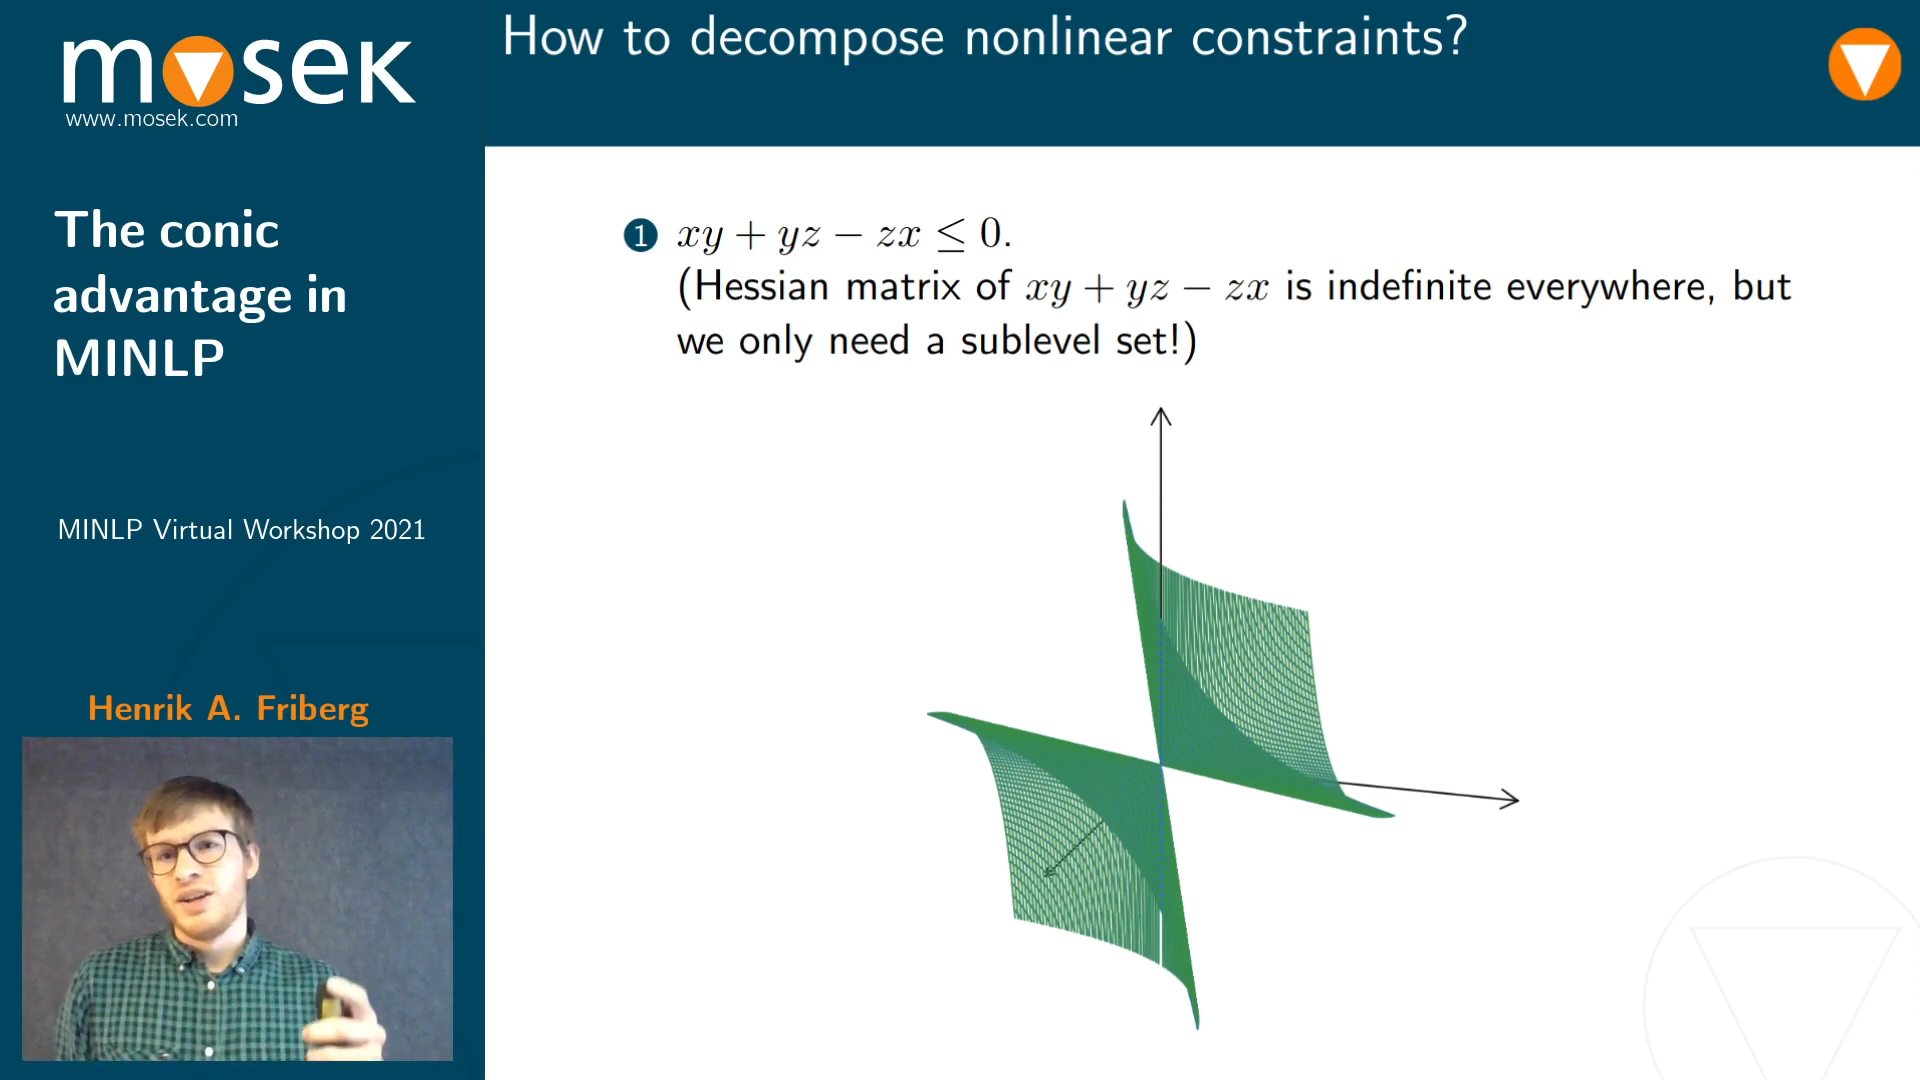 mosek
www.mosek.com
The conic
advantage in
MINLP
MINLP Virtual Workshop 2021
Henrik A. Friberg
How to decompose nonlinear constraints?
1 xy + yz − zx ≤ 0.
(Hessian matrix of xy + yz − zx is indefinite everywhere, but
we only need a sublevel set!)